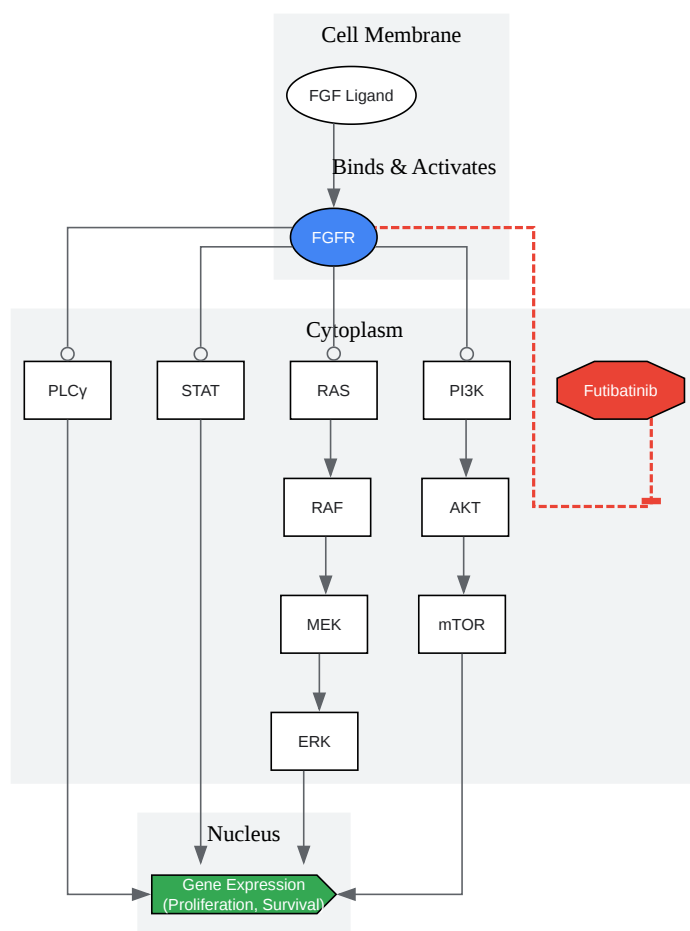 Cell Membrane
FGF Ligand
Binds & Activates
FGFR
Cytoplasm
PLCγ
STAT
RAS
PI3K
Futibatinib
RAF
AKT
MEK
mTOR
ERK
Nucleus
Gene Expression
(Proliferation, Survival)